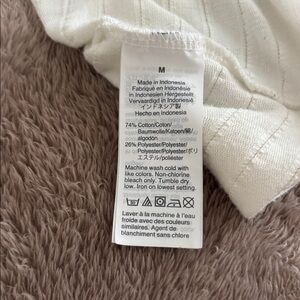 M
Made in Indonesia
Fabriqué en Indonésie
In Indonesien Hergestellt
Vervaardigd in Indonesië
インドネシア製
Hecho en Indonesia
74% Cotton/Coton/
Baumwolle/Katoen/綿/
algodón
26% Polyester/Polyester/
Polyester/Polyester/ポリ
エステル/poliéster
Machine wash cold with
like colors. Non-chlorine
bleach only. Tumble dry
low. Iron on lowest setting.
Laver à la machine à l'eau
froide avec des couleurs
similaires. Agent de
blanchiment sans chlore